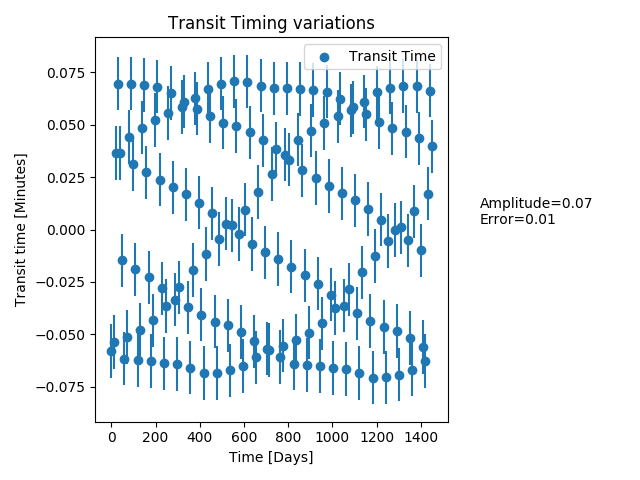 Transit Timing variations
Transit Time
0.075
0.050
0.025
0.000
−0.025
−0.050
−0.075
Transit time [Minutes]
Amplitude=0.07
Error=0.01
0 200 400 600 800 1000 1200 1400
Time [Days]